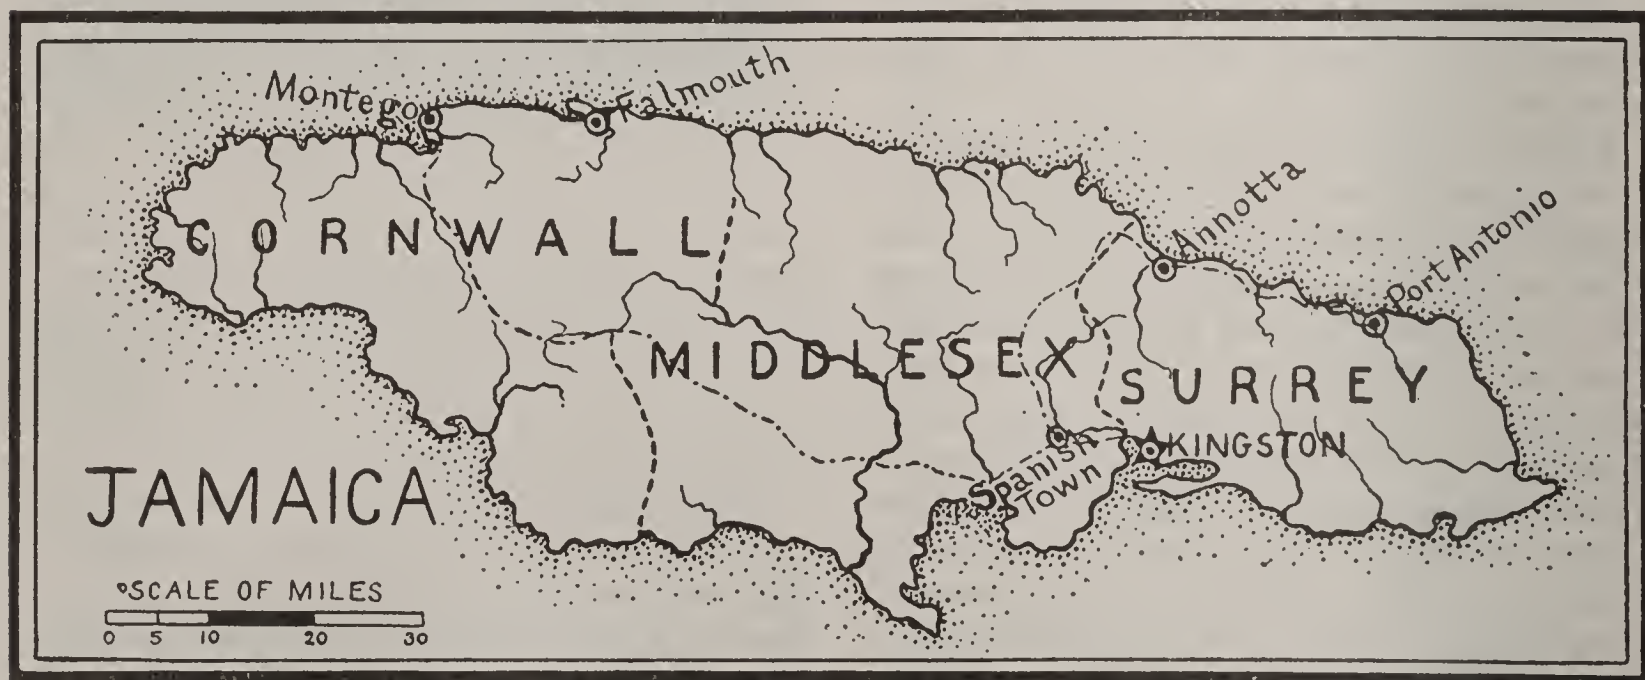 Montego
Falmouth
Annotta
Port Antonio
CORNWALL
MIDDLESEX
SURREY
KINGSTON
Spanish
Town
JAMAICA
SCALE OF MILES
0 5 10 20 30